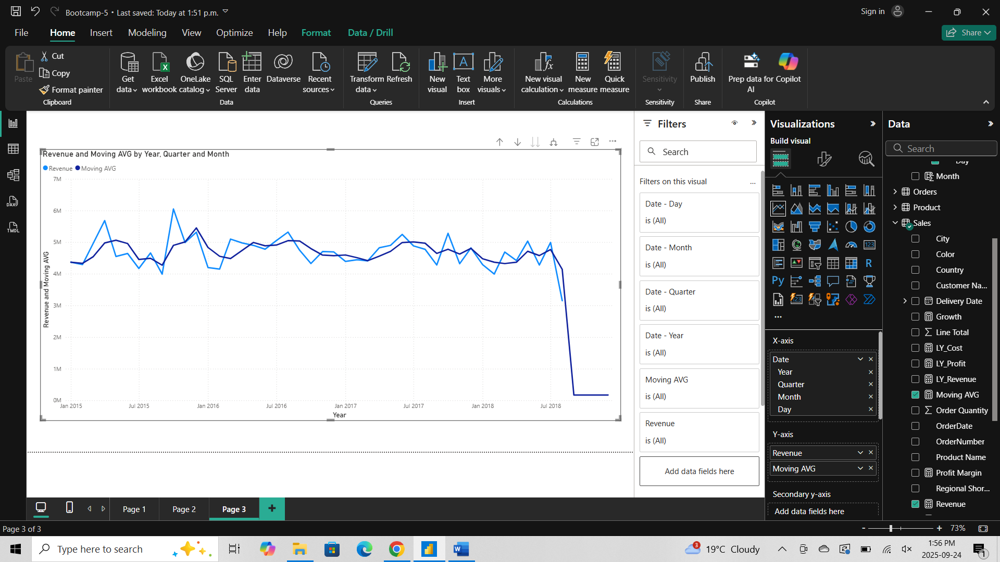 Bootcamp-5 • Last saved: Today at 1:51 p.m.
Sign in
File Home Insert Modeling View Optimize Help Format Data / Drill
Share
Paste
Cut
Copy
Format painter
Clipboard
Get data
Excel workbook
OneLake catalog
SQL Server
Enter data
Dataverse
Recent sources
Data
Transform data
Refresh
Queries
New visual
Text box
More visuals
Insert
New visual calculation
New measure
Quick measure
Calculations
Sensitivity
Sensitivity
Publish
Share
Prep data for AI
Copilot
Copilot
DAX
TMDL
Revenue and Moving AVG by Year, Quarter and Month
Revenue Moving AVG
7M
6M
5M
4M
3M
2M
1M
0M
Revenue and Moving AVG
Jan 2015 Jul 2015 Jan 2016 Jul 2016 Jan 2017 Jul 2017 Jan 2018 Jul 2018
Year
Filters
Search
Filters on this visual
Date - Day
is (All)
Date - Month
is (All)
Date - Quarter
is (All)
Date - Year
is (All)
Moving AVG
is (All)
Revenue
is (All)
Add data fields here
Visualizations
Build visual
123
R
Py
123
X-axis
Date
Year
Quarter
Month
Day
Y-axis
Revenue
Moving AVG
Secondary y-axis
Add data fields here
Data
Search
Day
Month
Orders
Product
Sales
City
Color
Country
Customer Na...
Delivery Date
Growth
Line Total
LY_Cost
LY_Profit
LY_Revenue
Moving AVG
Order Quantity
OrderDate
OrderNumber
Product Name
Profit Margin
Regional Shor...
Revenue
Page 1 Page 2 Page 3
Page 3 of 3
73%
Type here to search
3
19°C Cloudy
1:56 PM
2025-09-24
1